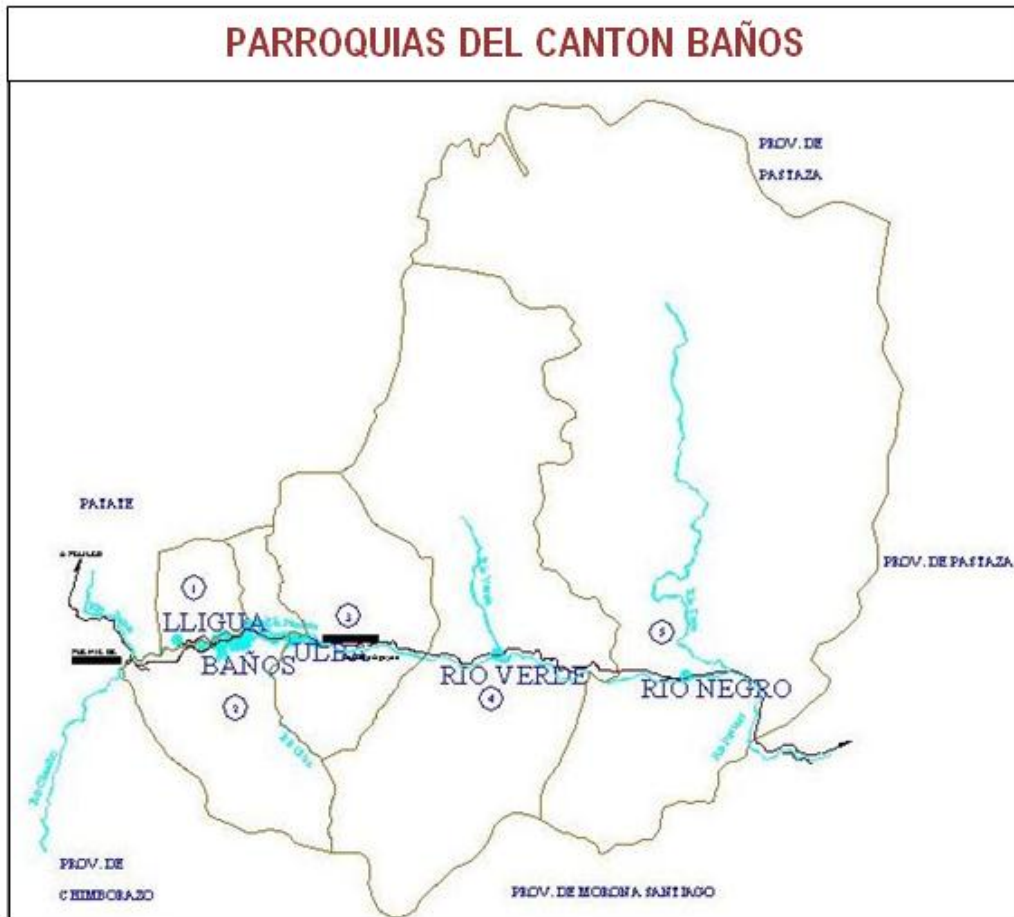 PARROQUIAS DEL CANTON BAÑOS
PROV. DE
PASTAZA
PATATE
PROV. DE PASTAZA
1
3
5
LLIGUA
BAÑOS
RIO VERDE
RIO NEGRO
2
4
PROV. DE
CHIMBORAZO
PROV. DE MORONA SANTIAGO